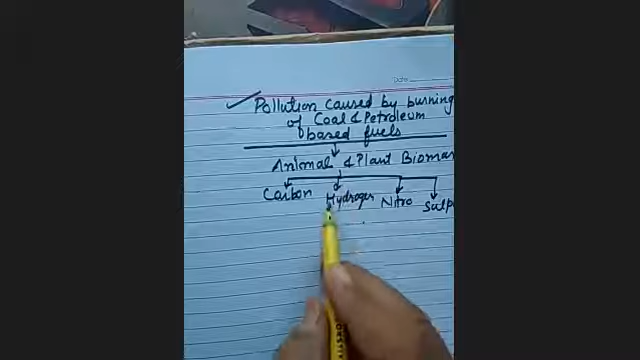 Date
Pollution caused by burning
of Coal & Petroleum
based fuels
Animal & Plant Biomas
Carbon Hydrogen Nitro Sulp